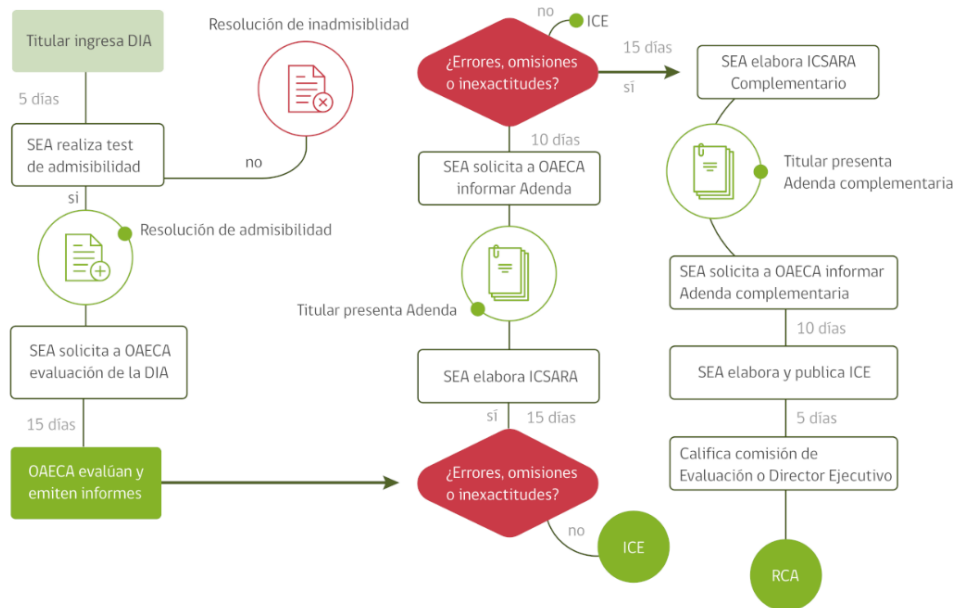 Titular ingresa DIA
5 días
SEA realiza test
de admisibilidad
no
Resolución de inadmisiblidad
si
Resolución de admisibilidad
SEA solicita a OAECA
evaluación de la DIA
15 días
OAECA evalúan y
emiten informes
¿Errores, omisiones
o inexactitudes?
no
ICE
sí
15 días
SEA elabora ICSARA
Titular presenta Adenda
SEA solicita a OAECA
informar Adenda
10 días
¿Errores, omisiones
o inexactitudes?
no
ICE
15 días
sí
SEA elabora ICSARA
Complementario
Titular presenta
Adenda complementaria
SEA solicita a OAECA informar
Adenda complementaria
10 días
SEA elabora y publica ICE
5 días
Califica comisión de
Evaluación o Director Ejecutivo
RCA